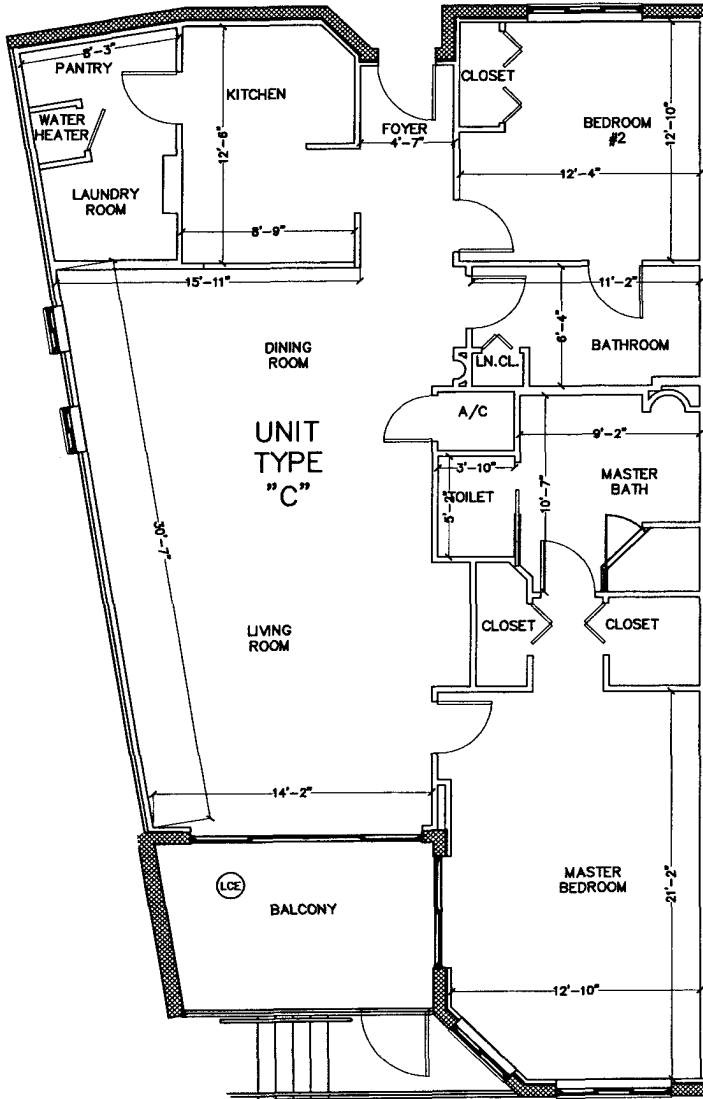 8'-3"
PANTRY
KITCHEN
CLOSET
WATER
HEATER
FOYER
4'-7"
BEDROOM
#2
12'-6"
12'-10"
12'-4"
LAUNDRY
ROOM
8'-9"
15'-11"
11'-2"
6'-4"
DINING
ROOM
BATHROOM
LN.CL.
A/C
UNIT
TYPE
"C"
9'-2"
3'-10"
MASTER
BATH
TOILET
5'-2"
10'-7"
30'-7"
LIVING
ROOM
CLOSET
CLOSET
14'-2"
LCE
BALCONY
MASTER
BEDROOM
21'-2"
12'-10"